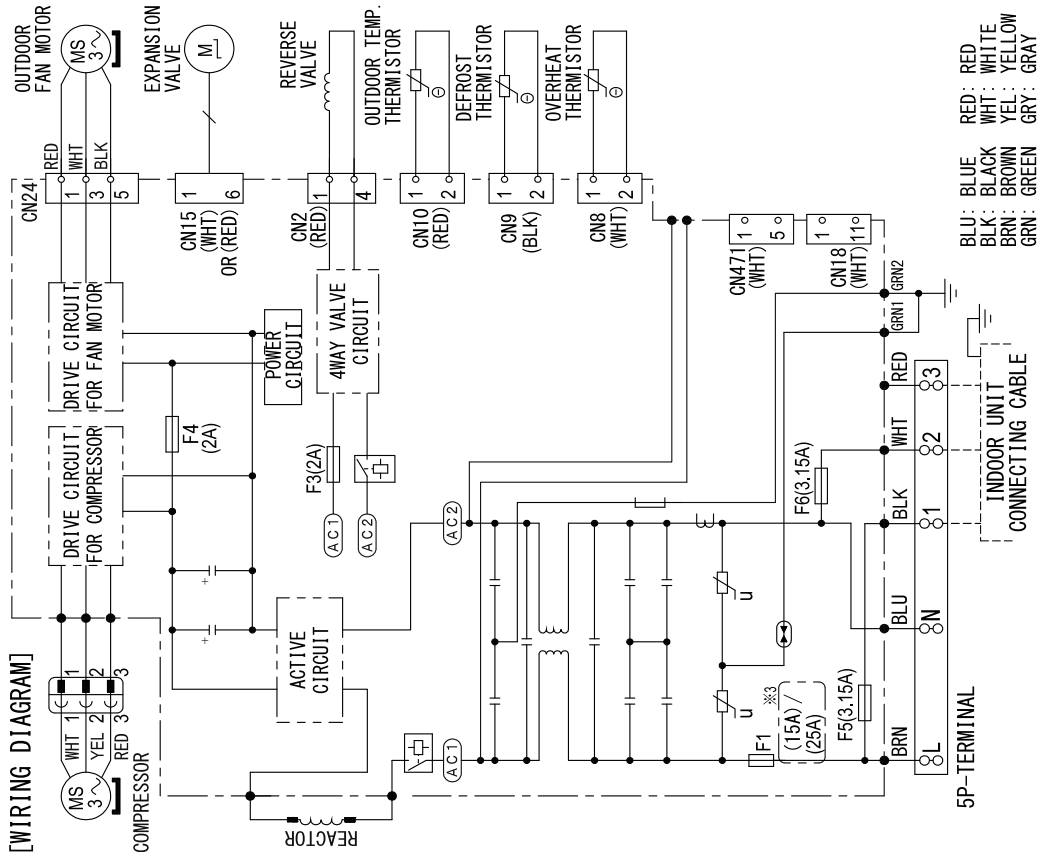 [WIRING DIAGRAM]
OUTDOOR
FAN MOTOR
MS
3~
EXPANSION
VALVE
M
REVERSE
VALVE
OUTDOOR TEMP.
THERMISTOR
DEFROST
THERMISTOR
OVERHEAT
THERMISTOR
RED
WHT
BLK
CN24
1
3
5
CN15
(WHT)
OR(RED)
1
6
CN2
(RED)
1
4
CN10
(RED)
1
2
CN9
(BLK)
1
2
CN8
(WHT)
1
2
CN471
(WHT)
1
5
CN18
(WHT)
1
11
DRIVE CIRCUIT
FOR FAN MOTOR
DRIVE CIRCUIT
FOR COMPRESSOR
POWER
CIRCUIT
4WAY VALVE
CIRCUIT
F4
(2A)
F3(2A)
AC1
AC2
+
+
ACTIVE
CIRCUIT
AC2
AC1
COMPRESSOR
MS
3~
WHT
YEL
RED
1
2
3
1
2
3
REACTOR
u
u
F1
※3
(15A)/
(25A)
F5(3.15A)
F6(3.15A)
BRN
BLU
BLK
WHT
RED
GRN1
GRN2
L
N
1
2
3
5P-TERMINAL
INDOOR UNIT
CONNECTING CABLE
BLU: BLUE RED: RED
BLK: BLACK WHT: WHITE
BRN: BROWN YEL: YELLOW
GRN: GREEN GRY: GRAY